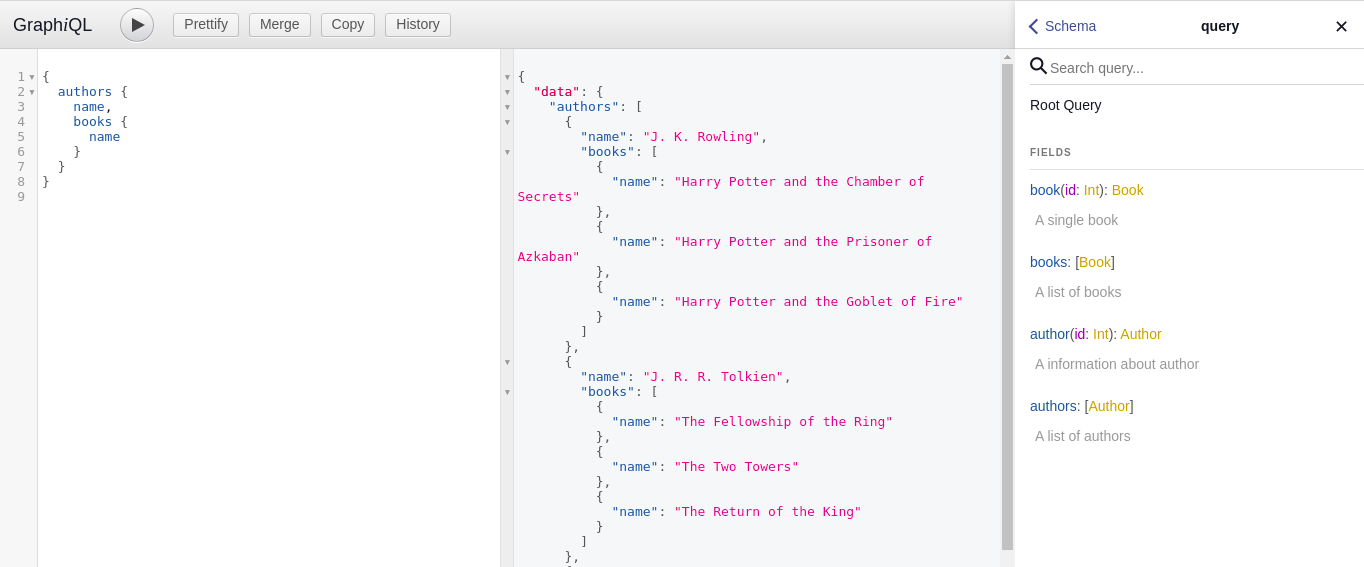 GraphiQL
Prettify
Merge
Copy
History
1 {
2   authors {
3     name,
4     books {
5       name
6     }
7   }
8 }
9
{
  "data": {
    "authors": [
      {
        "name": "J. K. Rowling",
        "books": [
          {
            "name": "Harry Potter and the Chamber of
Secrets"
          },
          {
            "name": "Harry Potter and the Prisoner of
Azkaban"
          },
          {
            "name": "Harry Potter and the Goblet of Fire"
          }
        ]
      },
      {
        "name": "J. R. R. Tolkien",
        "books": [
          {
            "name": "The Fellowship of the Ring"
          },
          {
            "name": "The Two Towers"
          },
          {
            "name": "The Return of the King"
          }
        ]
      },
Schema
query
✕
Search query...
Root Query
FIELDS
book(id: Int): Book
A single book
books: [Book]
A list of books
author(id: Int): Author
A information about author
authors: [Author]
A list of authors